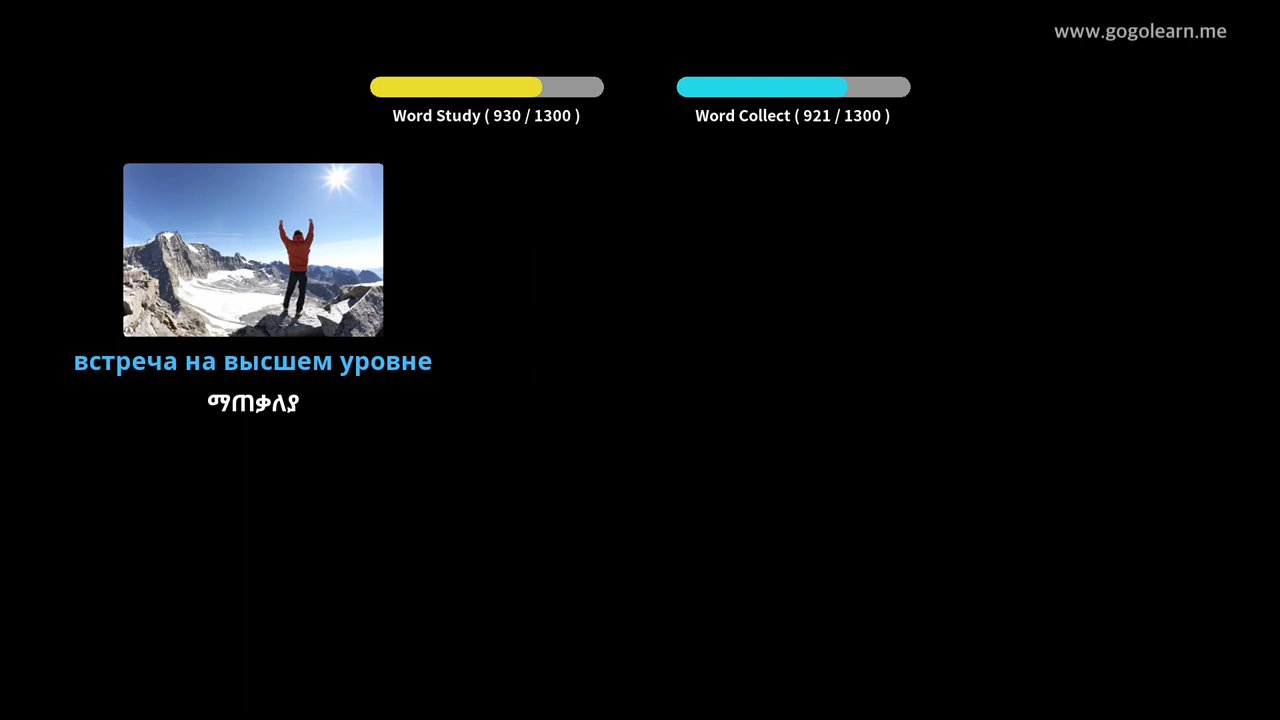 www.gogolearn.me
Word Study ( 930 / 1300 )
Word Collect ( 921 / 1300 )
встреча на высшем уровне
ማጠቃለያ